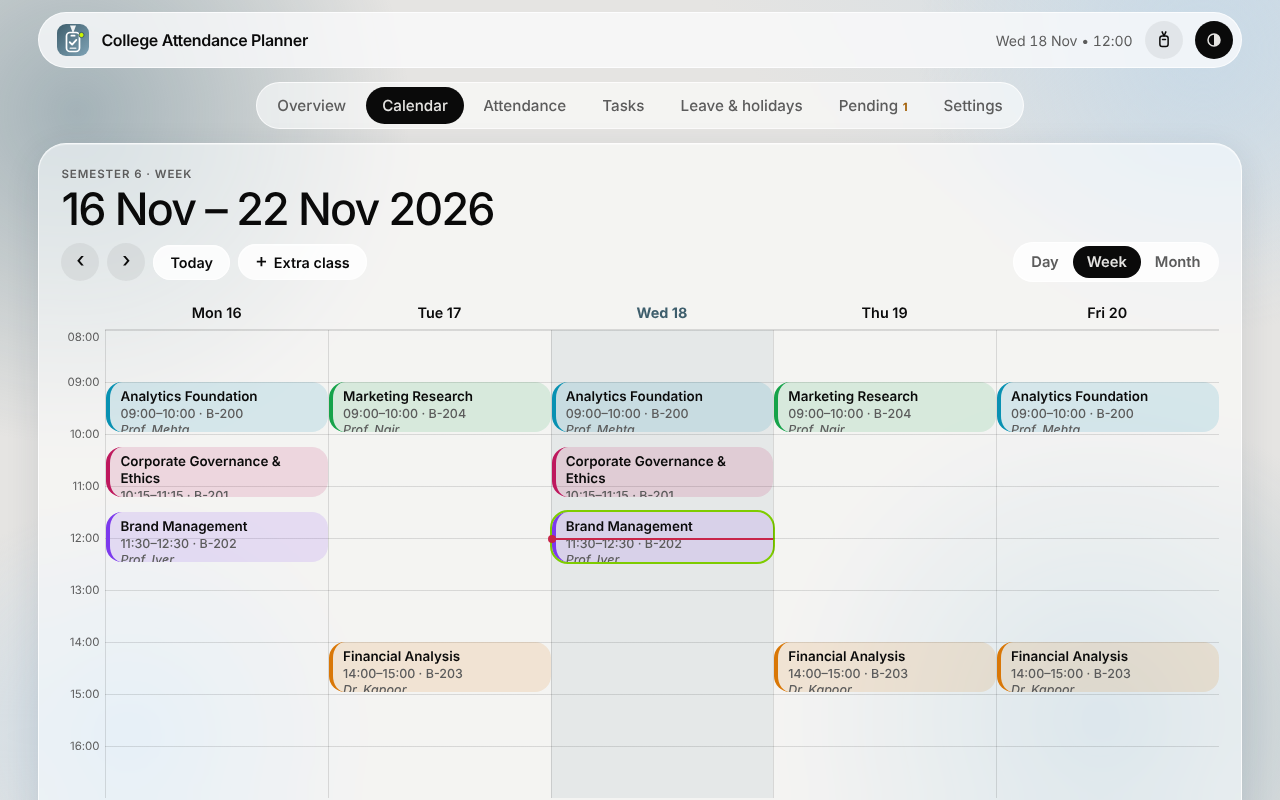 College Attendance Planner
Wed 18 Nov • 12:00
Overview
Calendar
Attendance
Tasks
Leave & holidays
Pending 1
Settings
SEMESTER 6 · WEEK
16 Nov – 22 Nov 2026
Today
+ Extra class
Day
Week
Month
Mon 16
Tue 17
Wed 18
Thu 19
Fri 20
08:00
09:00
Analytics Foundation
09:00–10:00 · B-200
Prof. Mehta
Marketing Research
09:00–10:00 · B-204
Prof. Nair
Analytics Foundation
09:00–10:00 · B-200
Prof. Mehta
Marketing Research
09:00–10:00 · B-204
Prof. Nair
Analytics Foundation
09:00–10:00 · B-200
Prof. Mehta
10:00
Corporate Governance &
Ethics
10:15–11:15 · B-201
Corporate Governance &
Ethics
10:15–11:15 · B-201
11:00
Brand Management
11:30–12:30 · B-202
Prof. Iyer
Brand Management
11:30–12:30 · B-202
Prof. Iyer
12:00
13:00
14:00
Financial Analysis
14:00–15:00 · B-203
Dr. Kapoor
Financial Analysis
14:00–15:00 · B-203
Dr. Kapoor
Financial Analysis
14:00–15:00 · B-203
Dr. Kapoor
15:00
16:00